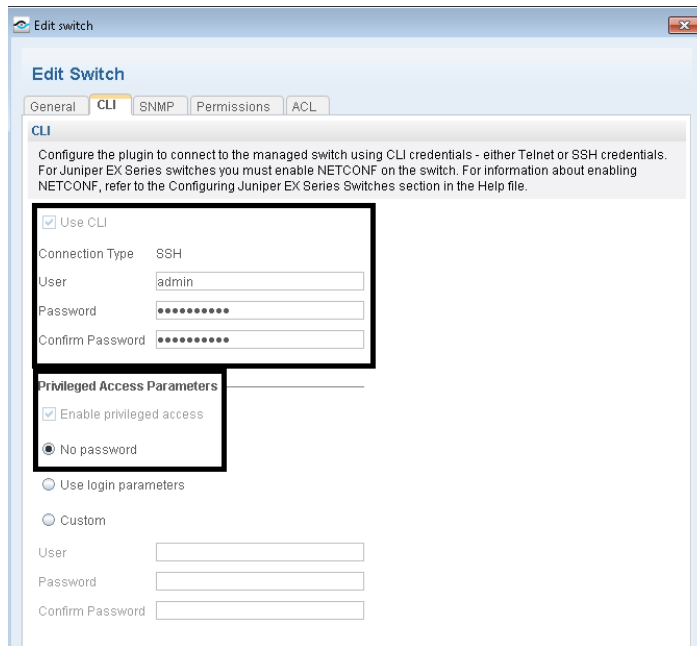 Edit switch
Edit Switch
General CLI SNMP Permissions ACL
CLI
Configure the plugin to connect to the managed switch using CLI credentials - either Telnet or SSH credentials.
For Juniper EX Series switches you must enable NETCONF on the switch. For information about enabling
NETCONF, refer to the Configuring Juniper EX Series Switches section in the Help file.
Use CLI
Connection Type SSH
User admin
Password ●●●●●●●●●●
Confirm Password ●●●●●●●●●●
Privileged Access Parameters
Enable privileged access
No password
Use login parameters
Custom
User
Password
Confirm Password